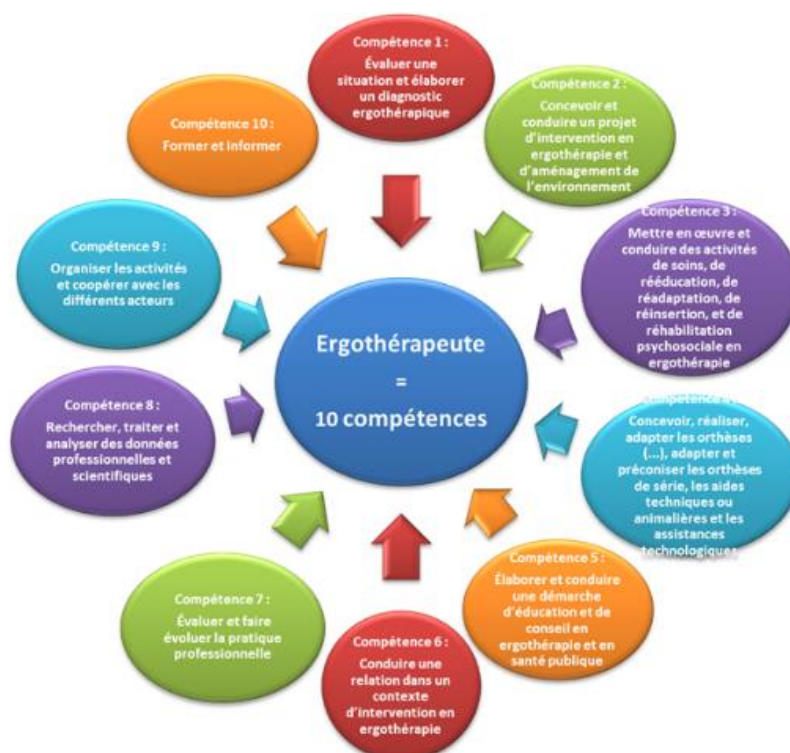 Compétence 1 :
Évaluer une
situation et élaborer
un diagnostic
ergothérapique
Compétence 2 :
Concevoir et
conduire un projet
d'intervention en
ergothérapie et
d'aménagement de
l'environnement
Compétence 3 :
Mettre en œuvre et
conduire des activités
de soins, de
rééducation, de
réadaptation, de
réinsertion, et de
réhabilitation
psychosociale en
ergothérapie
Compétence 4 :
Concevoir, réaliser,
adapter les orthèses
(...), adapter et
préconiser les orthèses
de série, les aides
techniques ou
animalières et les
assistances
technologiques
Compétence 5 :
Élaborer et conduire
une démarche
d'éducation et de
conseil en
ergothérapie et en
santé publique
Compétence 6 :
Conduire une
relation dans un
contexte
d'intervention en
ergothérapie
Compétence 7 :
Évaluer et faire
évoluer la pratique
professionnelle
Compétence 8 :
Rechercher, traiter et
analyser des données
professionnelles et
scientifiques
Compétence 9 :
Organiser les activités
et coopérer avec les
différents acteurs
Compétence 10 :
Former et informer
Ergothérapeute
=
10 compétences